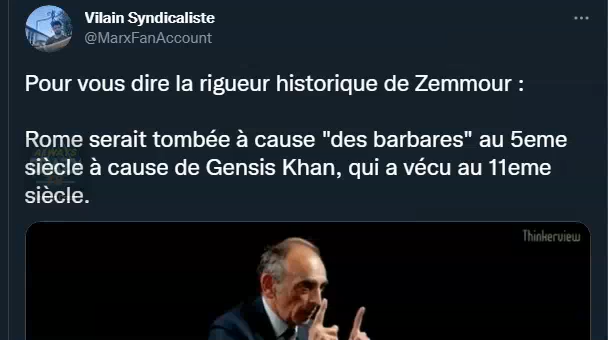 Vilain Syndicaliste
@MarxFanAccount
Pour vous dire la rigueur historique de Zemmour :
Rome serait tombée à cause "des barbares" au 5eme
siècle à cause de Gensis Khan, qui a vécu au 11eme
siècle.
Thinkerview